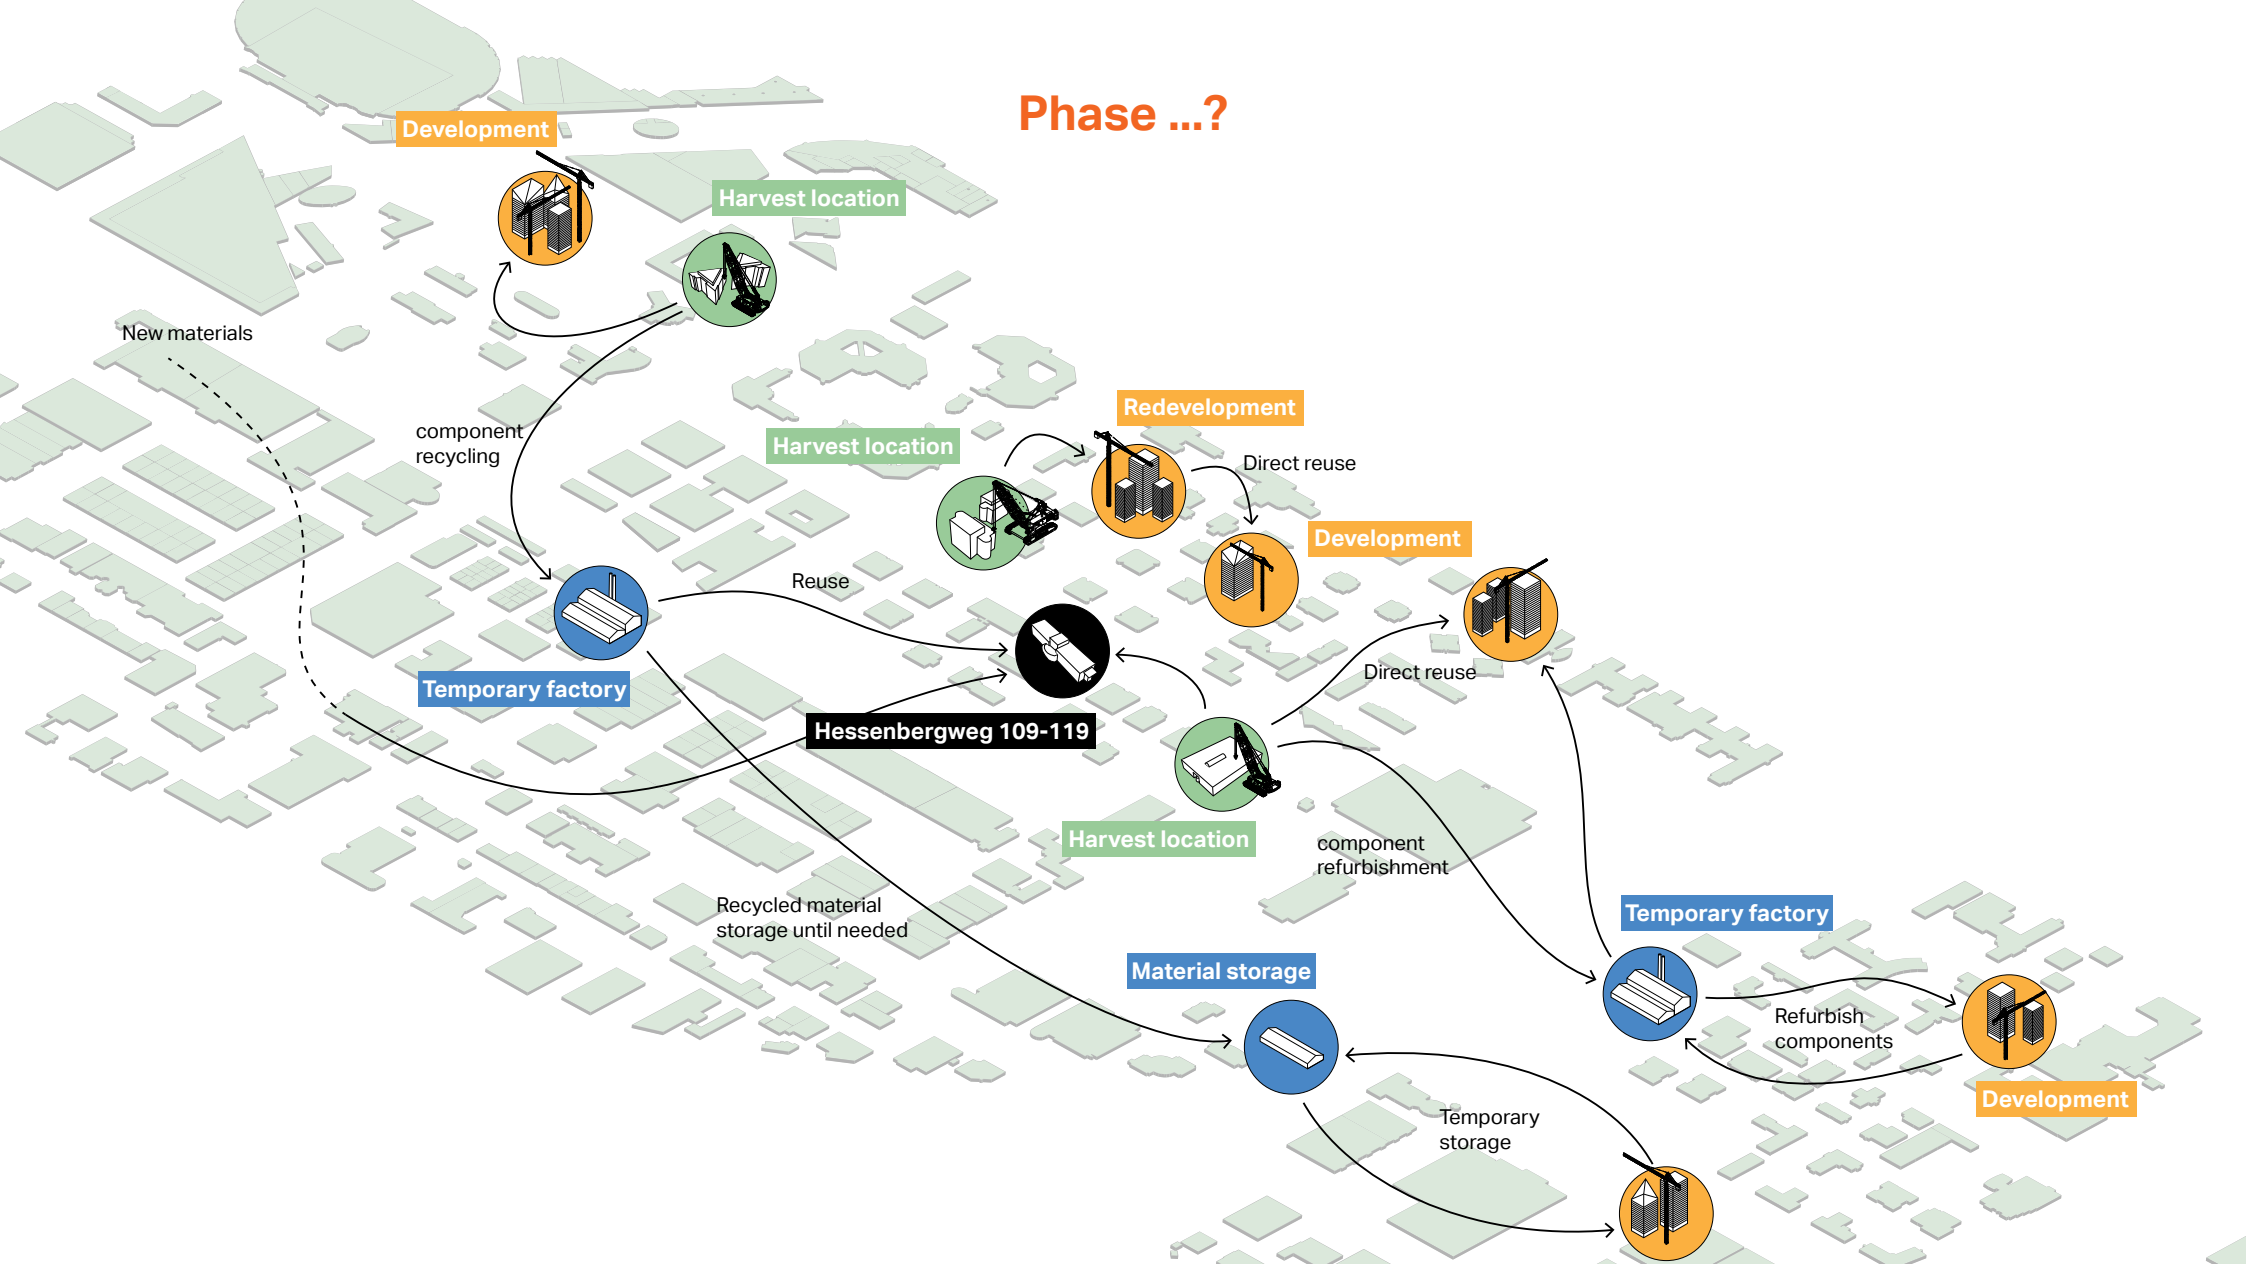 Phase ...?
Development
Harvest location
New materials
component
recycling
Harvest location
Redevelopment
Direct reuse
Development
Reuse
Temporary factory
Direct reuse
Hessenbergweg 109-119
Harvest location
component
refurbishment
Recycled material
storage until needed
Temporary factory
Material storage
Refurbish
components
Development
Temporary
storage